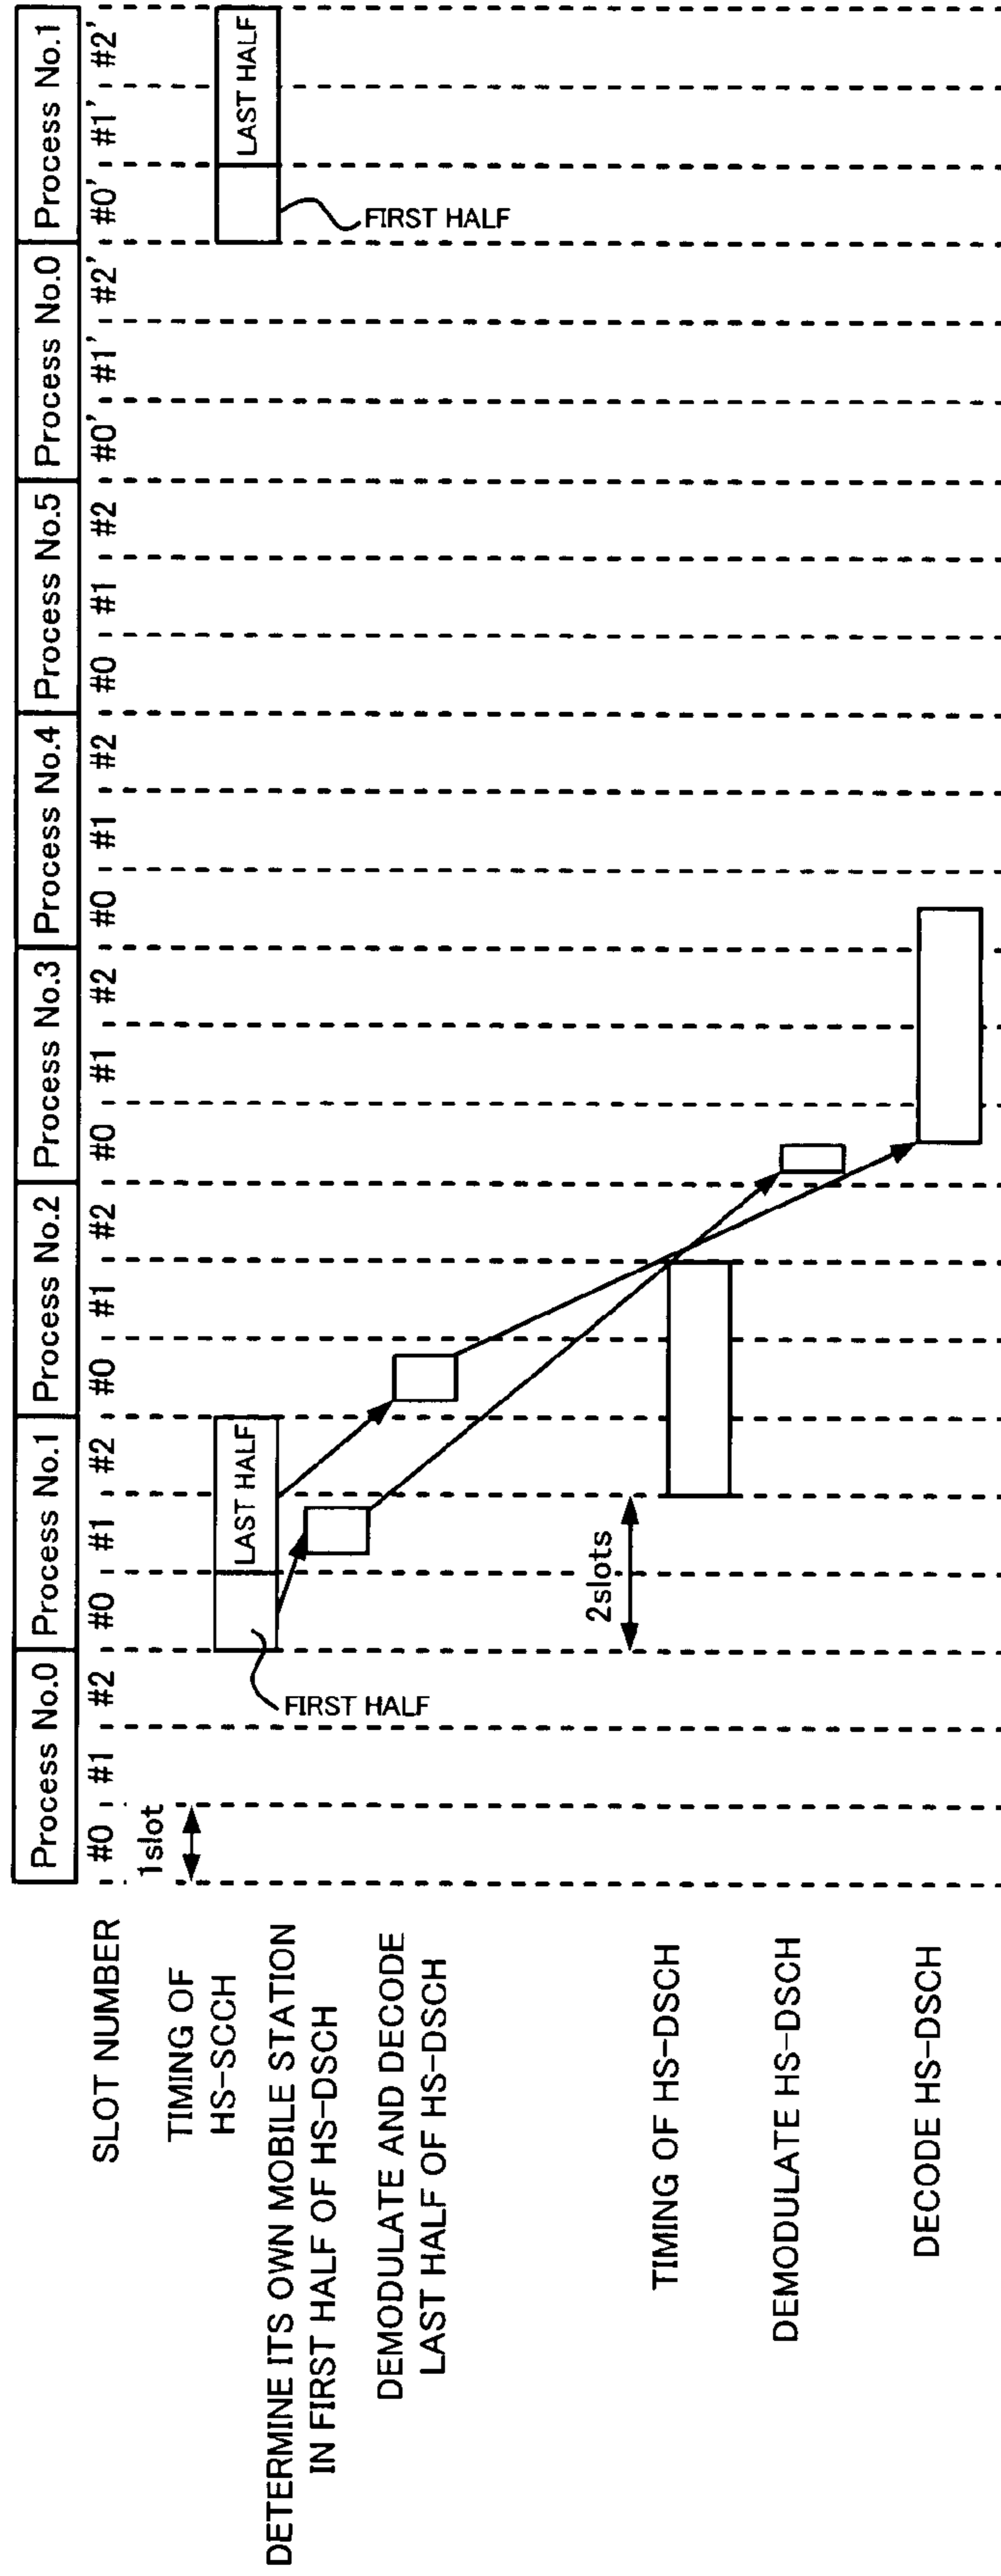 Process No.0 Process No.1 Process No.2 Process No.3 Process No.4 Process No.5 Process No.0 Process No.1
SLOT NUMBER #0 #1 #2 #0 #1 #2 #0 #1 #2 #0 #1 #2 #0 #1 #2 #0 #1 #2 #0' #1' #2' #0' #1' #2'
1slot
TIMING OF
HS-SCCH
LAST HALF
LAST HALF
FIRST HALF
FIRST HALF
DETERMINE ITS OWN MOBILE STATION
IN FIRST HALF OF HS-DSCH
DEMODULATE AND DECODE
LAST HALF OF HS-DSCH
2slots
TIMING OF HS-DSCH
DEMODULATE HS-DSCH
DECODE HS-DSCH